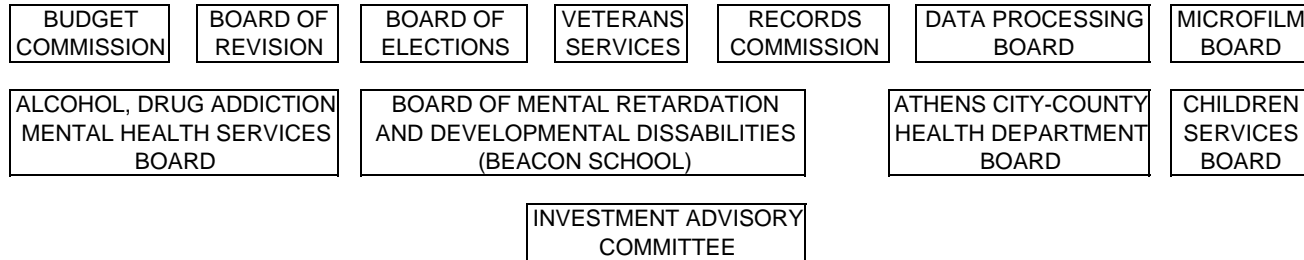 BUDGET
COMMISSION
BOARD OF
REVISION
BOARD OF
ELECTIONS
VETERANS
SERVICES
RECORDS
COMMISSION
DATA PROCESSING
BOARD
MICROFILM
BOARD
ALCOHOL, DRUG ADDICTION
MENTAL HEALTH SERVICES
BOARD
BOARD OF MENTAL RETARDATION
AND DEVELOPMENTAL DISSABILITIES
(BEACON SCHOOL)
ATHENS CITY-COUNTY
HEALTH DEPARTMENT
BOARD
CHILDREN
SERVICES
BOARD
INVESTMENT ADVISORY
COMMITTEE